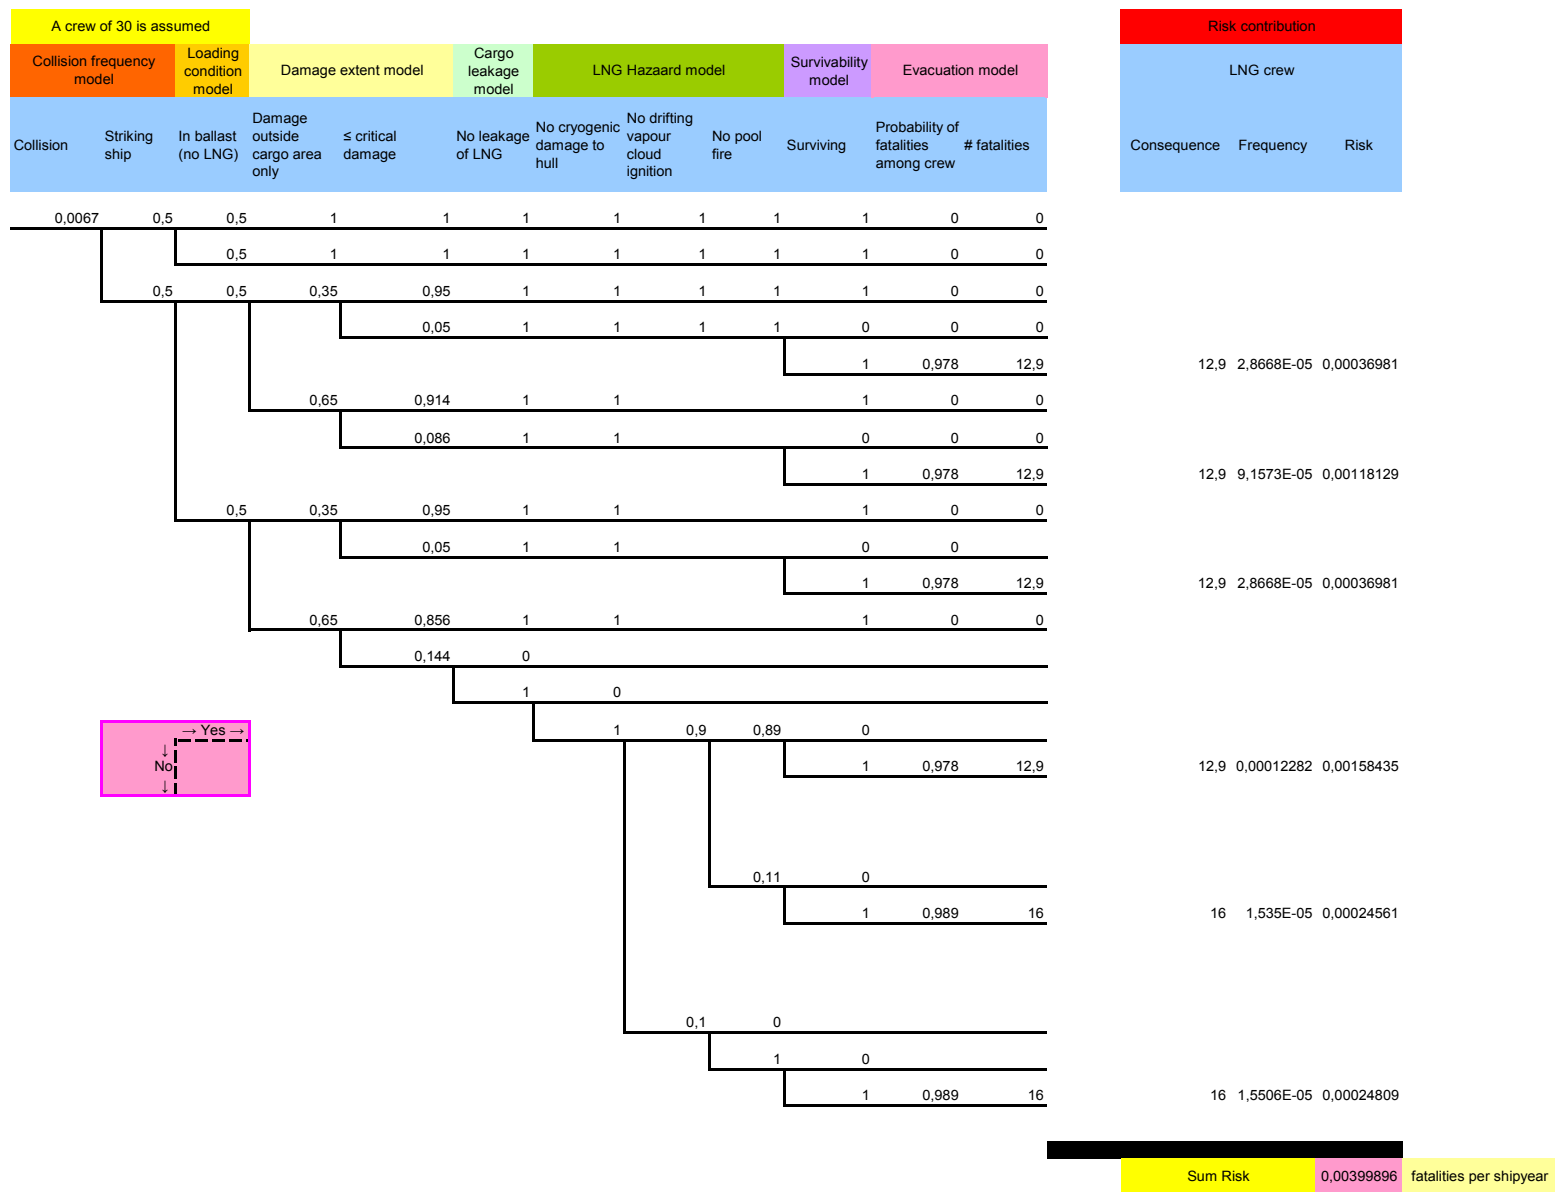 A crew of 30 is assumed
Risk contribution
Collision frequency
model
Loading
condition
model
Damage extent model
Cargo
leakage
model
LNG Hazaard model
Survivability
model
Evacuation model
LNG crew
Collision
Striking
ship
In ballast
(no LNG)
Damage
outside
cargo area
only
≤ critical
damage
No leakage
of LNG
No cryogenic
damage to
hull
No drifting
vapour
cloud
ignition
No pool
fire
Surviving
Probability of
fatalities
among crew
# fatalities
Consequence
Frequency
Risk
0,0067 0,5 0,5 1 1 1 1 1 1 1 0 0
0,5 1 1 1 1 1 1 1 0 0
0,5 0,5 0,35 0,95 1 1 1 1 1 0 0
0,05 1 1 1 1 0 0 0
1 0,978 12,9 12,9 2,8668E-05 0,00036981
0,65 0,914 1 1 1 0 0
0,086 1 1 0 0 0
1 0,978 12,9 12,9 9,1573E-05 0,00118129
0,5 0,35 0,95 1 1 1 0 0
0,05 1 1 0 0
1 0,978 12,9 12,9 2,8668E-05 0,00036981
0,65 0,856 1 1 1 0 0
0,144 0
1 0
→ Yes →
↓
No
↓
1 0,9 0,89 0
1 0,978 12,9 12,9 0,00012282 0,00158435
0,11 0
1 0,989 16 16 1,535E-05 0,00024561
0,1 0
1 0
1 0,989 16 16 1,5506E-05 0,00024809
Sum Risk 0,00399896 fatalities per shipyear